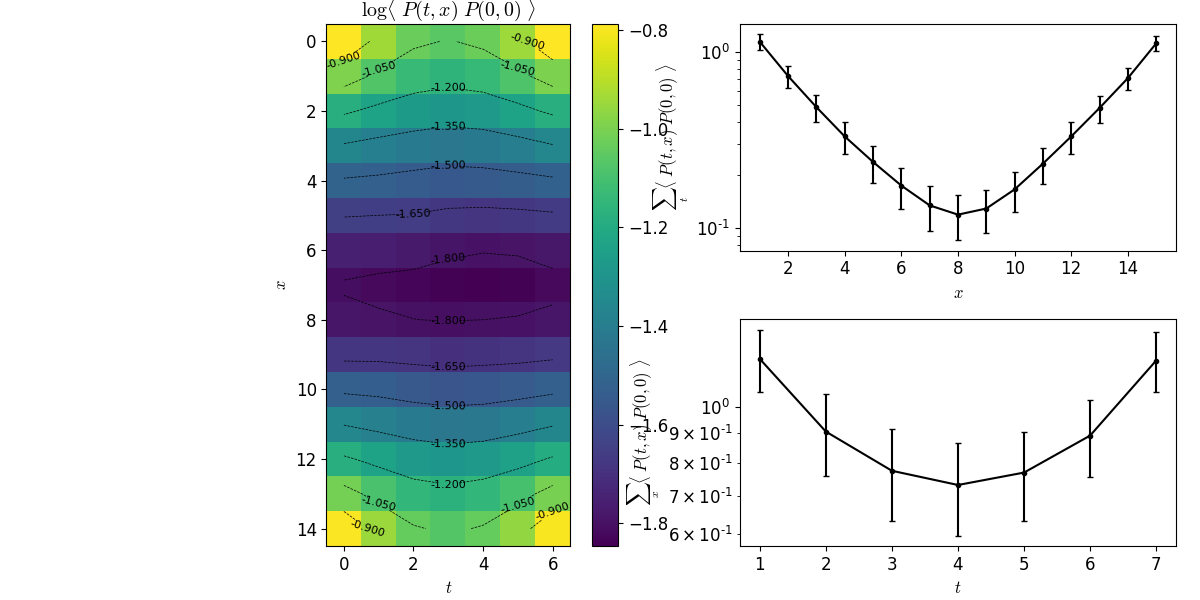 log⟨ P(t, x) P(0, 0) ⟩
0
2
4
6
8
10
12
14
x
0 2 4 6
t
-0.900
-0.900
-1.050
-1.050
-1.200
-1.350
-1.500
-1.650
-1.800
-1.800
-1.650
-1.500
-1.350
-1.200
-1.050
-1.050
-0.900
-0.900
−0.8
−1.0
−1.2
−1.4
−1.6
−1.8
∑_t ⟨ P(t, x) P(0, 0) ⟩
10^0
10^{-1}
2 4 6 8 10 12 14
x
∑_x ⟨ P(t, x) P(0, 0) ⟩
10^0
9 × 10^{-1}
8 × 10^{-1}
7 × 10^{-1}
6 × 10^{-1}
1 2 3 4 5 6 7
t